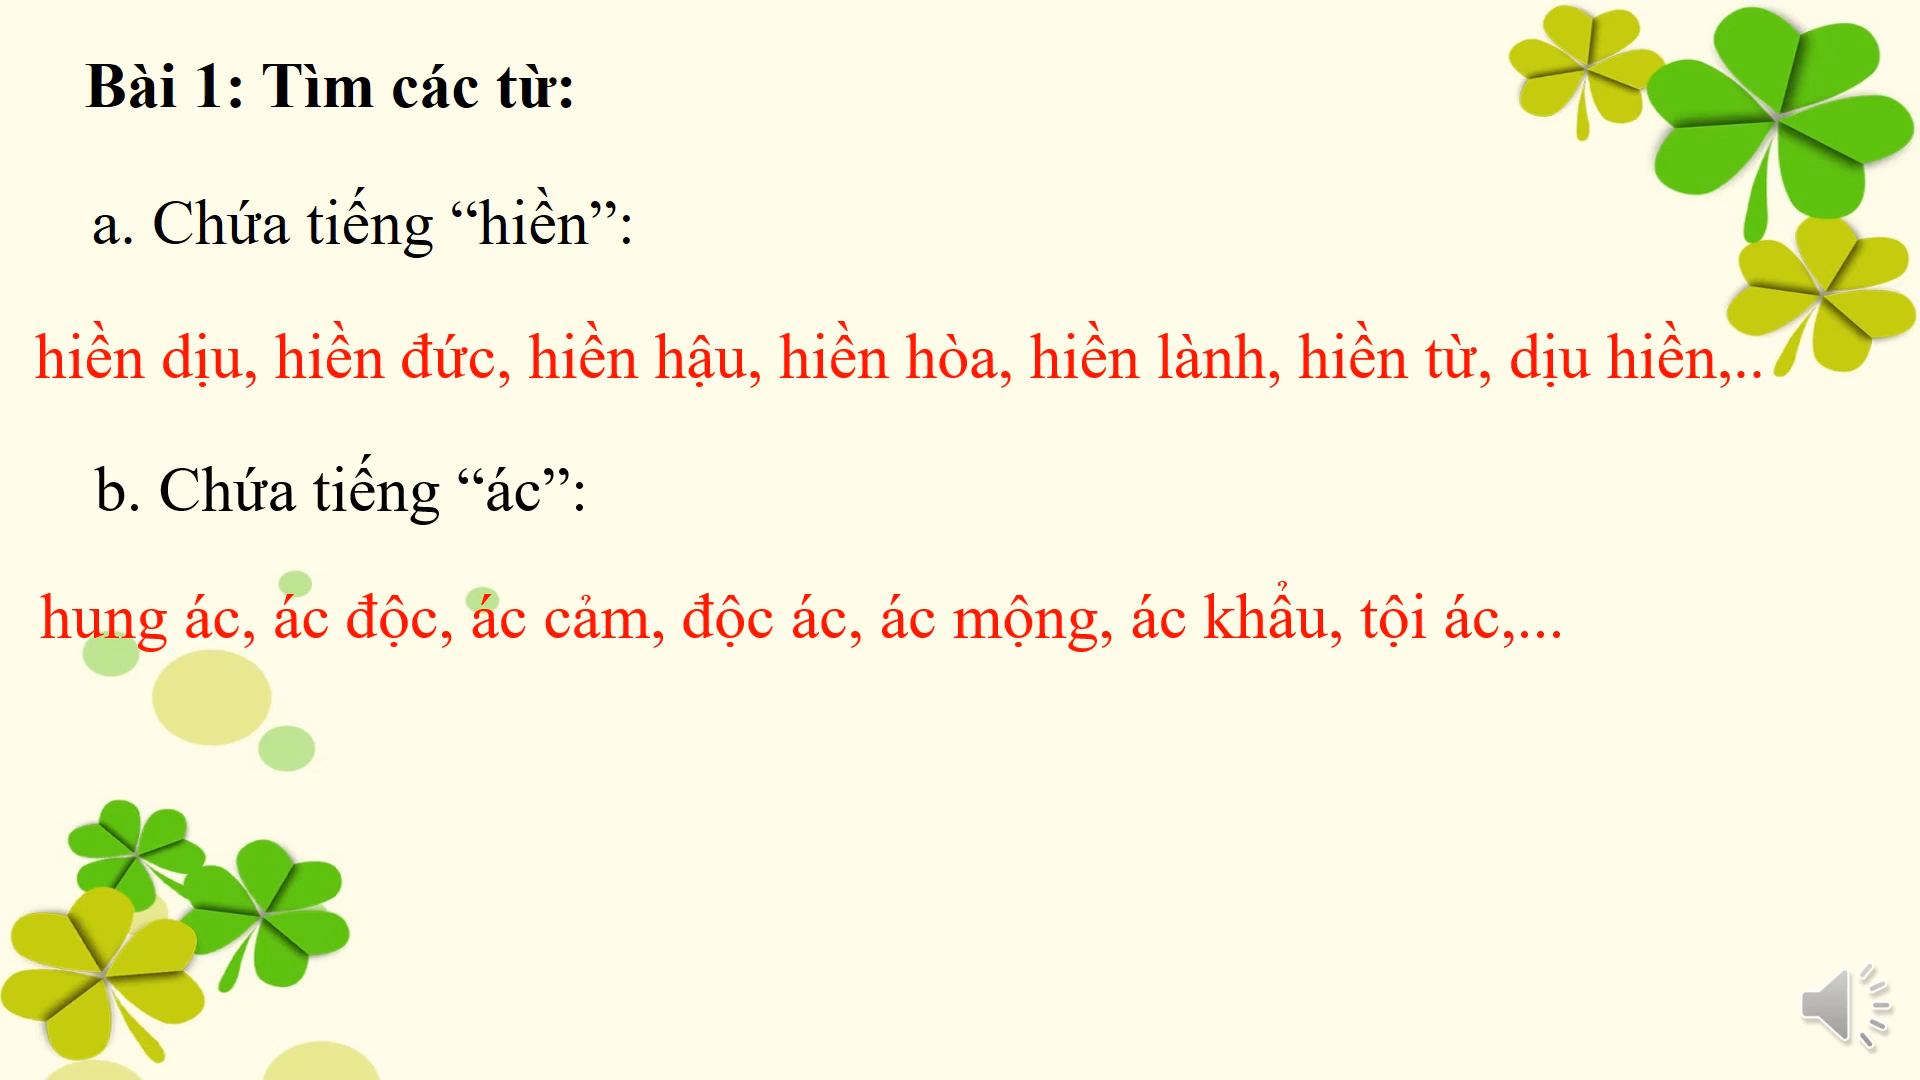 Bài 1: Tìm các từ:
a. Chứa tiếng “hiền”:
hiền dịu, hiền đức, hiền hậu, hiền hòa, hiền lành, hiền từ, dịu hiền,..
b. Chứa tiếng “ác”:
hung ác, ác độc, ác cảm, độc ác, ác mộng, ác khẩu, tội ác,...